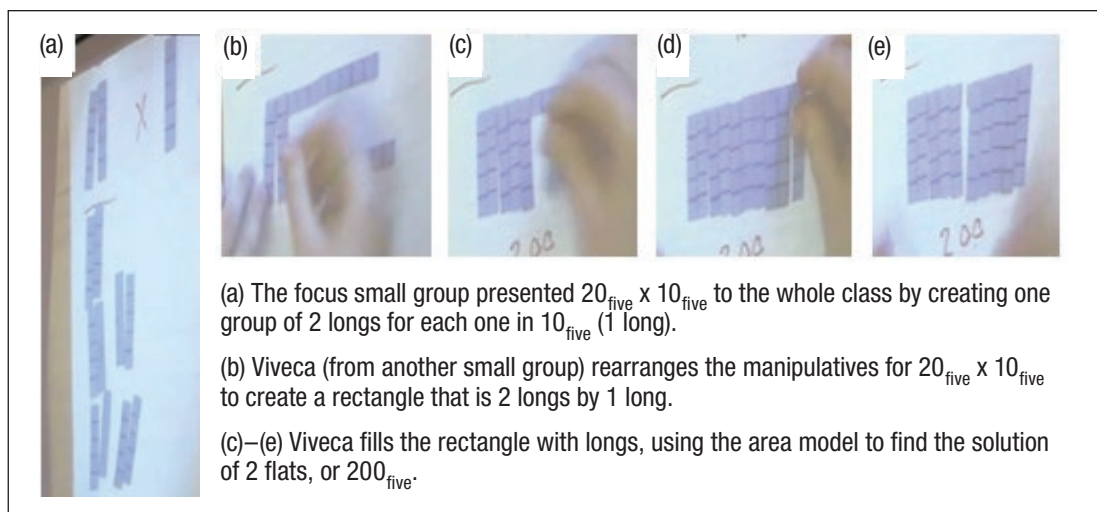 (a)
(b)
(c)
(d)
(e)
X
200
200
200
(a) The focus small group presented 20five x 10five to the whole class by creating one
group of 2 longs for each one in 10five (1 long).
(b) Viveca (from another small group) rearranges the manipulatives for 20five x 10five
to create a rectangle that is 2 longs by 1 long.
(c)–(e) Viveca fills the rectangle with longs, using the area model to find the solution
of 2 flats, or 200five.